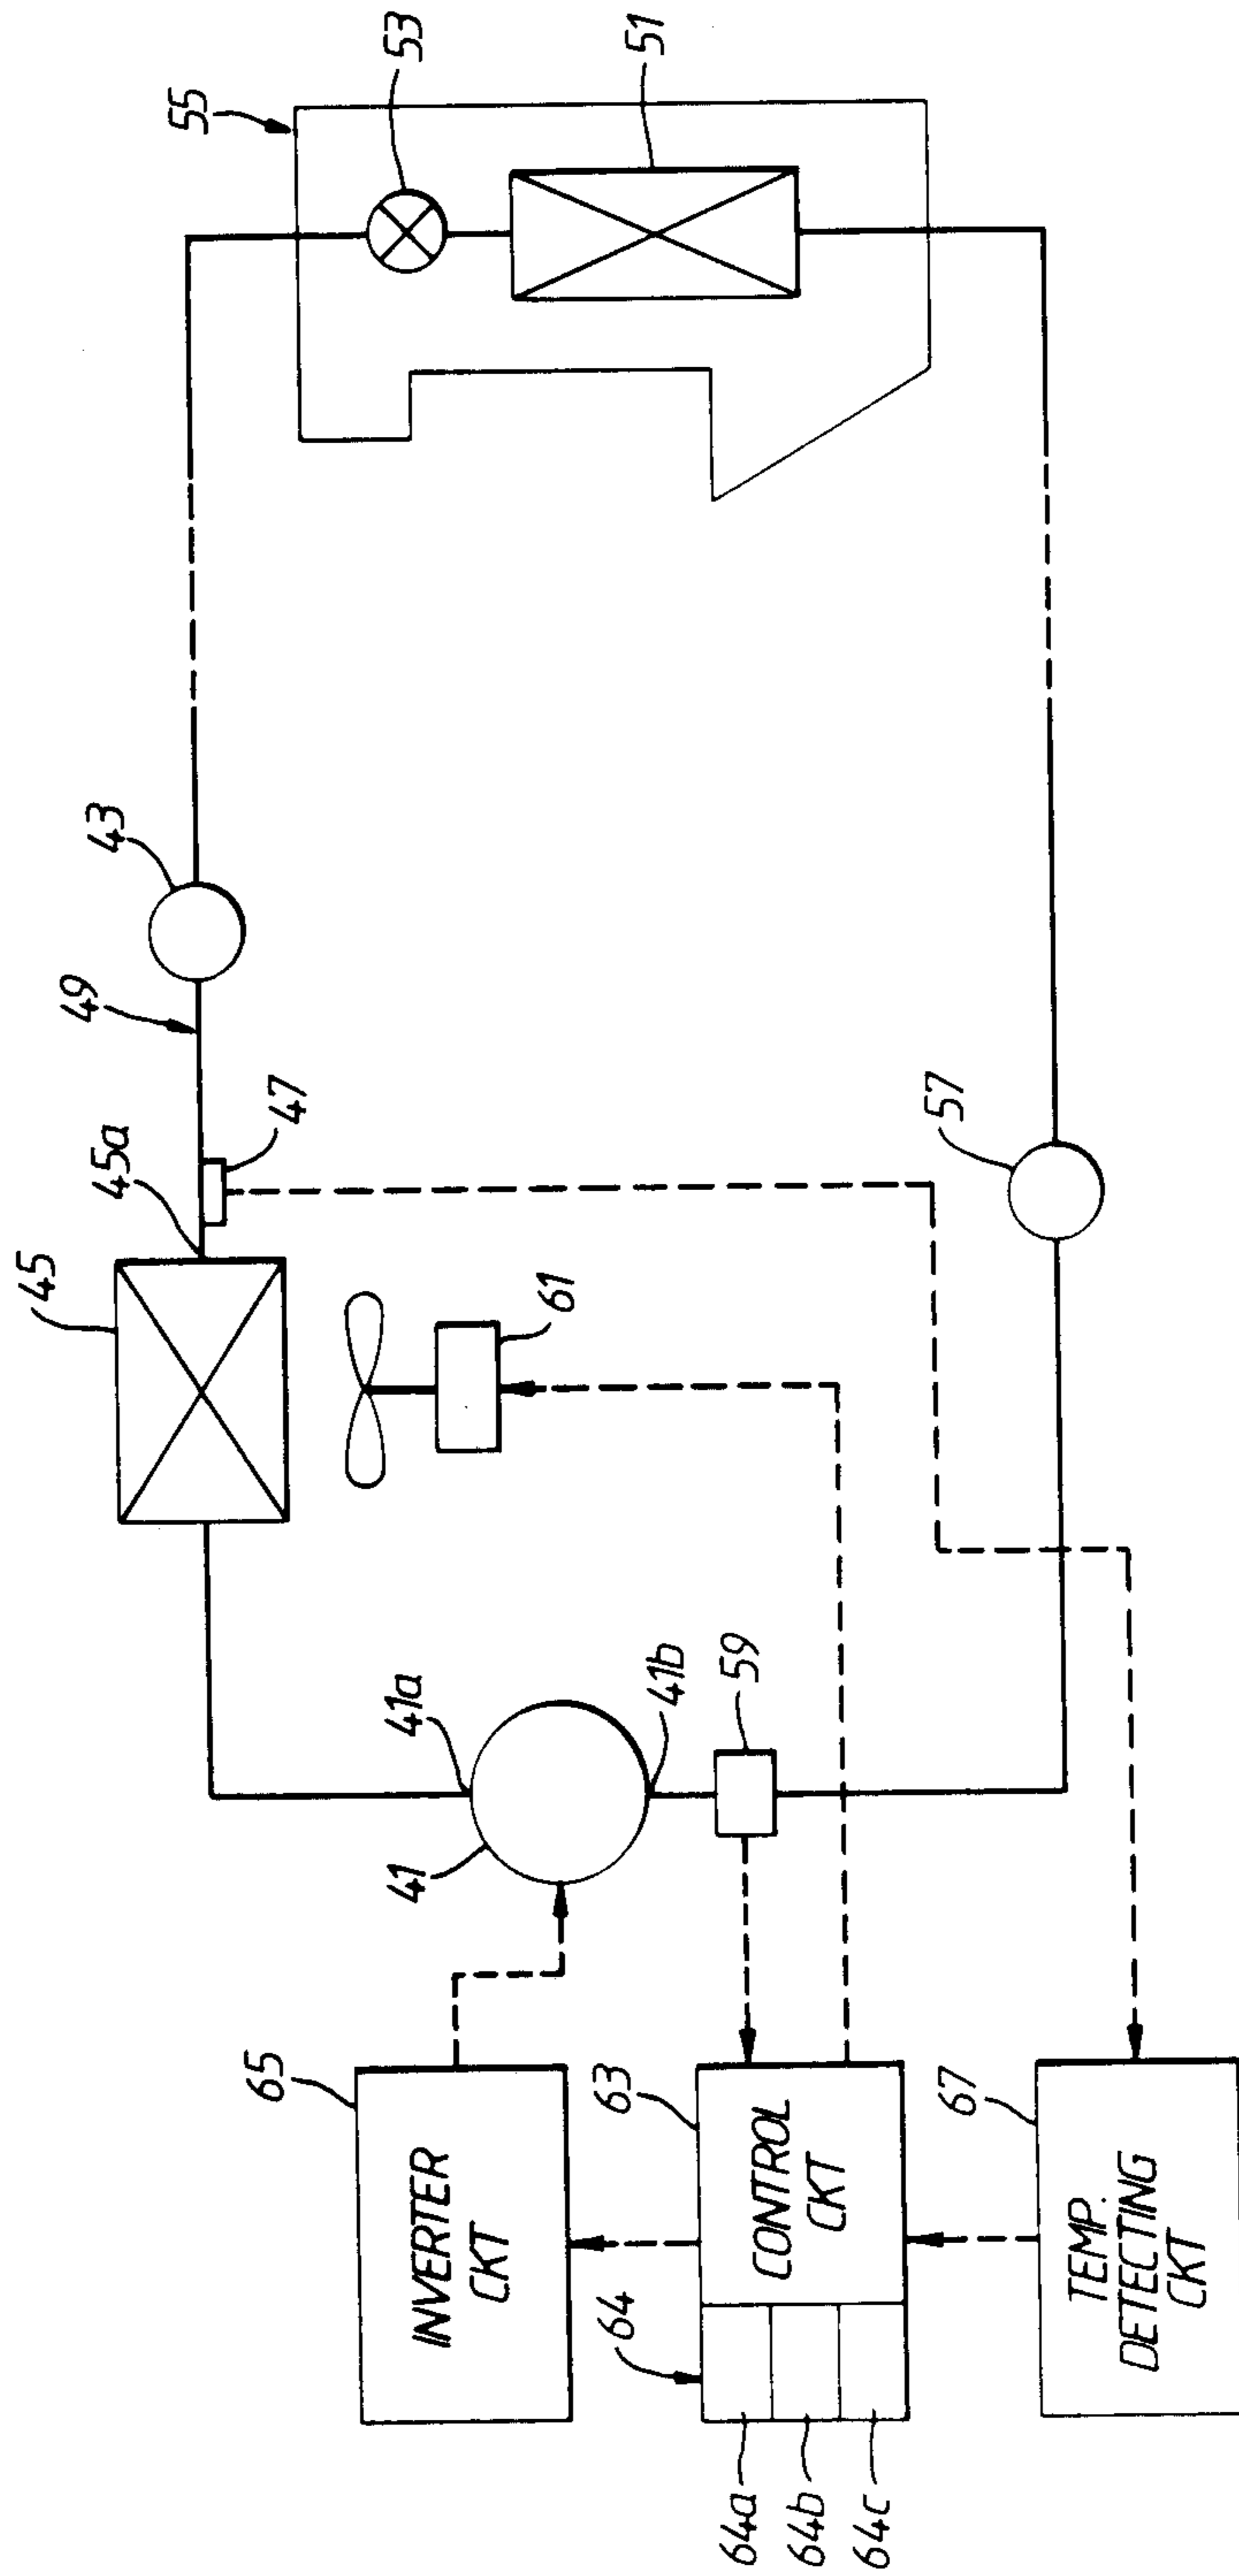 55
53
51
43
49
47
45a
45
61
57
41a
41
41b
59
65
INVERTER
CKT
63
CONTROL
CKT
64
64a
64b
64c
67
TEMP.
DETECTING
CKT